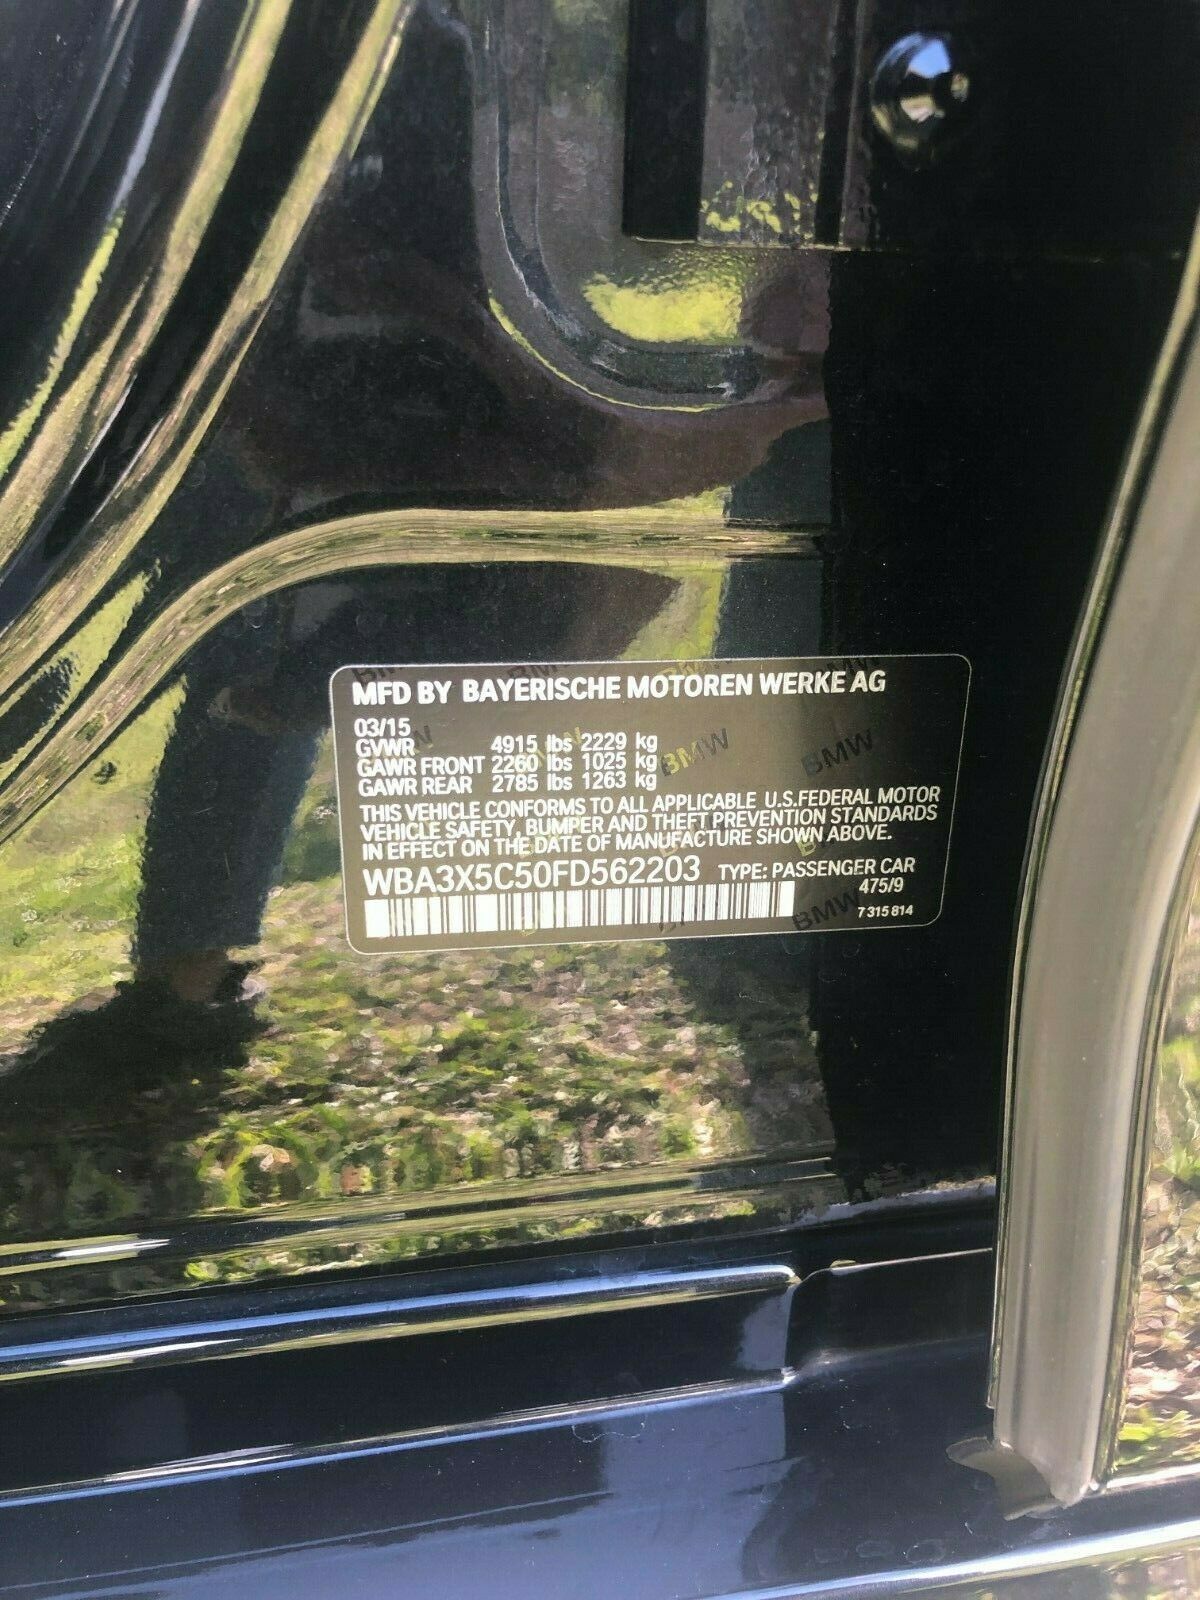 MFD BY BAYERISCHE MOTOREN WERKE AG
03/15
GVWR 4915 lbs 2229 kg
GAWR FRONT 2260 lbs 1025 kg
GAWR REAR 2785 lbs 1263 kg
THIS VEHICLE CONFORMS TO ALL APPLICABLE U.S.FEDERAL MOTOR
VEHICLE SAFETY, BUMPER AND THEFT PREVENTION STANDARDS
IN EFFECT ON THE DATE OF MANUFACTURE SHOWN ABOVE.
WBA3X5C50FD562203 TYPE: PASSENGER CAR
475/9
7 315 814
BMW
BMW
BMW